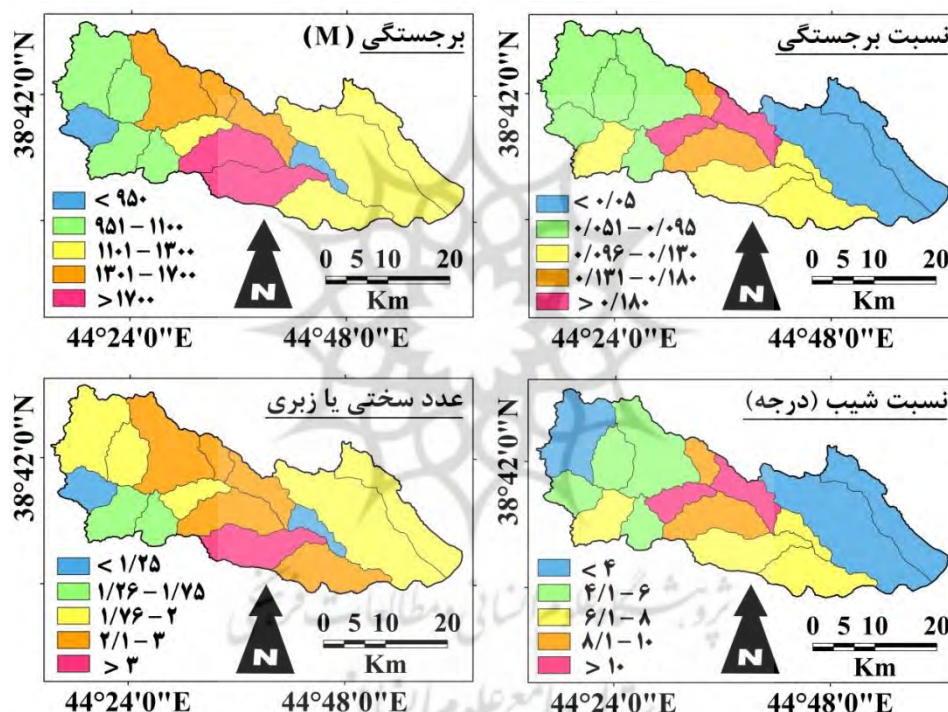 برجستگی (M)
38°42'0"N
< ۹۵۰
۹۵۱ – ۱۱۰۰
۱۱۰۱ – ۱۳۰۰
۱۳۰۱ – ۱۷۰۰
> ۱۷۰۰
N
0 5 10 20
Km
44°24'0"E 44°48'0"E
نسبت برجستگی
38°42'0"N
< ۰/۰۵
۰/۰۵۱ – ۰/۰۹۵
۰/۰۹۶ – ۰/۱۳۰
۰/۱۳۱ – ۰/۱۸۰
> ۰/۱۸۰
N
0 5 10 20
Km
44°24'0"E 44°48'0"E
عدد سختی یا زبری
38°42'0"N
< ۱/۲۵
۱/۲۶ – ۱/۷۵
۱/۷۶ – ۲
۲/۱ – ۳
> ۳
N
0 5 10 20
Km
44°24'0"E 44°48'0"E
نسبت شیب (درجه)
38°42'0"N
< ۴
۴/۱ – ۶
۶/۱ – ۸
۸/۱ – ۱۰
> ۱۰
N
0 5 10 20
Km
44°24'0"E 44°48'0"E